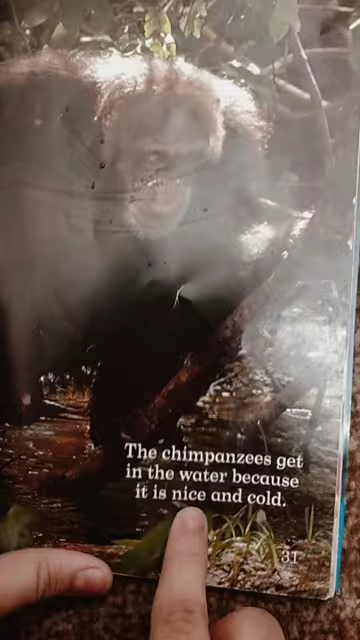 The chimpanzees get
in the water because
it is nice and cold.
31